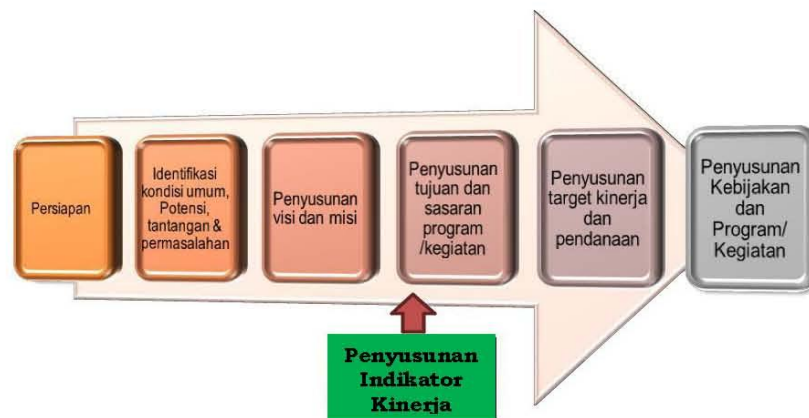 Persiapan
Identifikasi
kondisi umum,
Potensi,
tantangan &
permasalahan
Penyusunan
visi dan misi
Penyusunan
tujuan dan
sasaran
program
/kegiatan
Penyusunan
target kinerja
dan
pendanaan
Penyusunan
Kebijakan
dan
Program/
Kegiatan
Penyusunan
Indikator
Kinerja